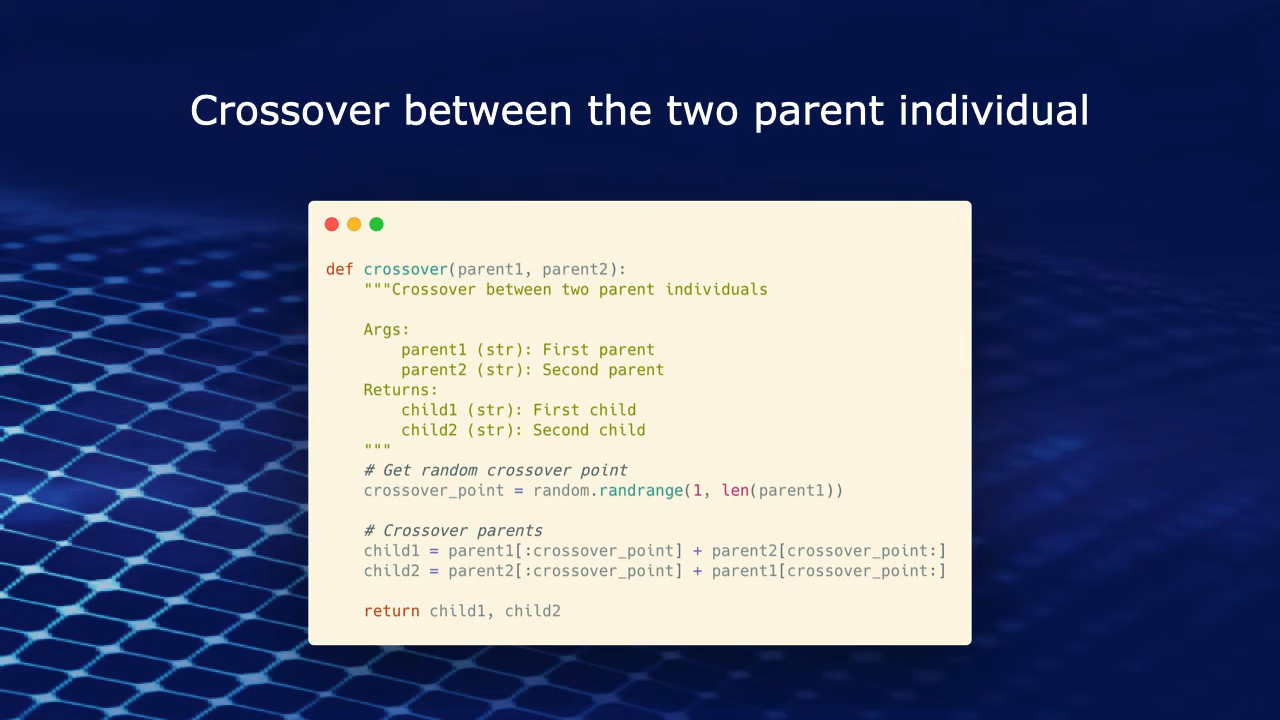 Crossover between the two parent individual
def crossover(parent1, parent2):
    """Crossover between two parent individuals
    Args:
        parent1 (str): First parent
        parent2 (str): Second parent
    Returns:
        child1 (str): First child
        child2 (str): Second child
    """
    # Get random crossover point
    crossover_point = random.randrange(1, len(parent1))
    # Crossover parents
    child1 = parent1[:crossover_point] + parent2[crossover_point:]
    child2 = parent2[:crossover_point] + parent1[crossover_point:]
    return child1, child2